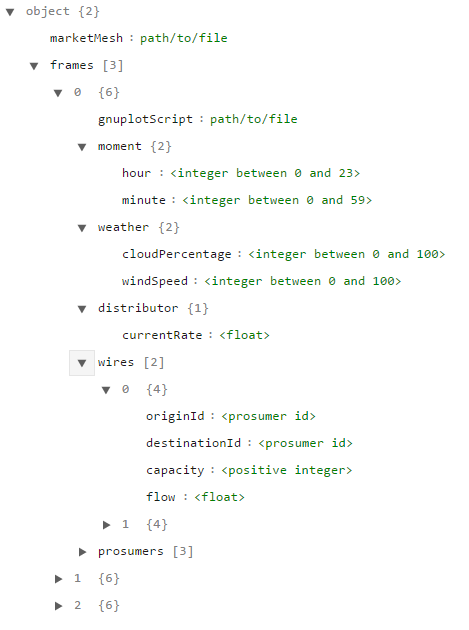 object {2}
marketMesh : path/to/file
frames [3]
0 {6}
gnuplotScript : path/to/file
moment {2}
hour : <integer between 0 and 23>
minute : <integer between 0 and 59>
weather {2}
cloudPercentage : <integer between 0 and 100>
windSpeed : <integer between 0 and 100>
distributor {1}
currentRate : <float>
wires [2]
0 {4}
originId : <prosumer id>
destinationId : <prosumer id>
capacity : <positive integer>
flow : <float>
1 {4}
prosumers [3]
1 {6}
2 {6}